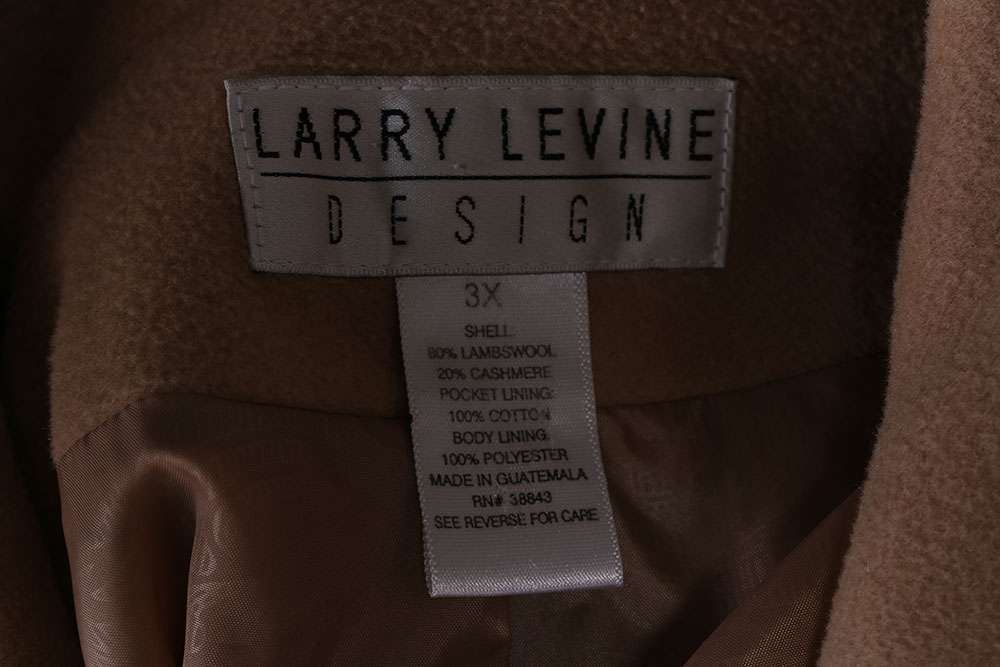 LARRY LEVINE
DESIGN
3X
SHELL:
80% LAMBSWOOL
20% CASHMERE
POCKET LINING:
100% COTTON
BODY LINING:
100% POLYESTER
MADE IN GUATEMALA
RN# 38843
SEE REVERSE FOR CARE